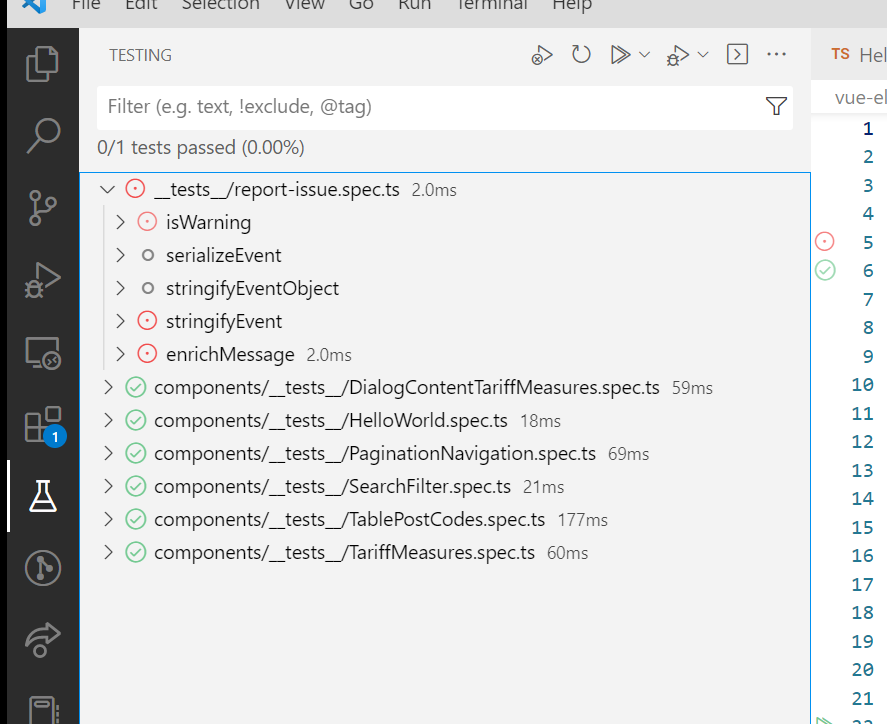 File Edit Selection View Go Run Terminal Help
TESTING
TS Hel
Filter (e.g. text, !exclude, @tag)
vue-el
0/1 tests passed (0.00%)
__tests__/report-issue.spec.ts 2.0ms
isWarning
serializeEvent
stringifyEventObject
stringifyEvent
enrichMessage 2.0ms
components/__tests__/DialogContentTariffMeasures.spec.ts 59ms
components/__tests__/HelloWorld.spec.ts 18ms
components/__tests__/PaginationNavigation.spec.ts 69ms
components/__tests__/SearchFilter.spec.ts 21ms
components/__tests__/TablePostCodes.spec.ts 177ms
components/__tests__/TariffMeasures.spec.ts 60ms
1
1
2
3
4
5
6
7
8
9
10
11
12
13
14
15
16
17
18
19
20
21